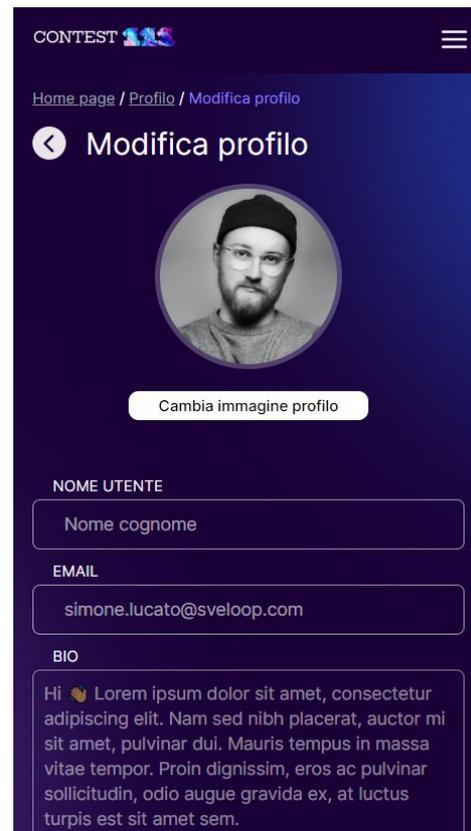 CONTEST
Home page / Profilo / Modifica profilo
Modifica profilo
Cambia immagine profilo
NOME UTENTE
Nome cognome
EMAIL
simone.lucato@sveloop.com
BIO
Hi 👋🏾 Lorem ipsum dolor sit amet, consectetur
adipiscing elit. Nam sed nibh placerat, auctor mi
sit amet, pulvinar dui. Mauris tempus in massa
vitae tempor. Proin dignissim, eros ac pulvinar
sollicitudin, odio augue gravida ex, at luctus
turpis est sit amet sem.